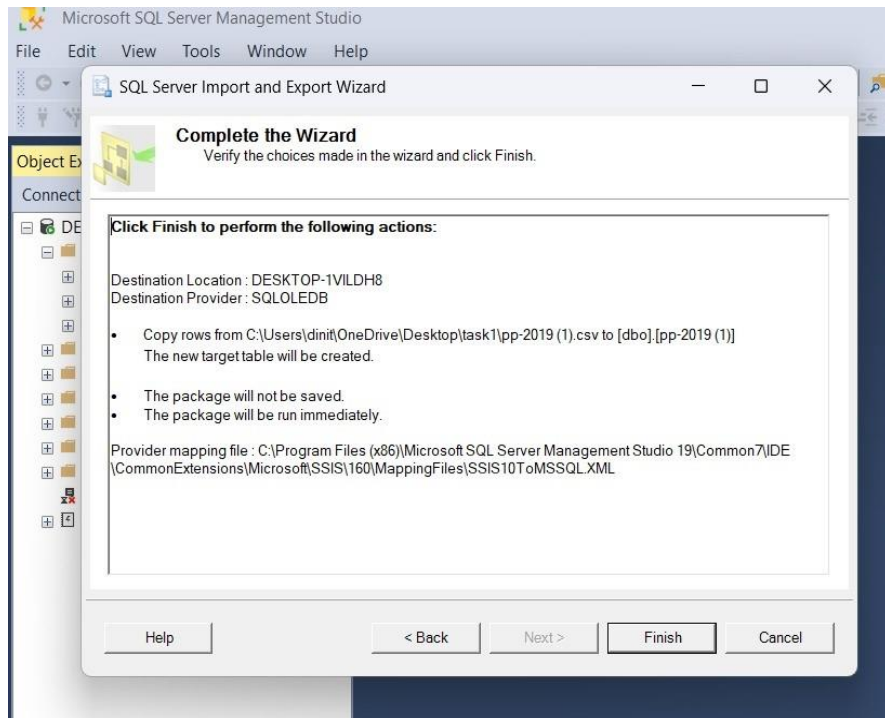 Microsoft SQL Server Management Studio
File Edit View Tools Window Help
SQL Server Import and Export Wizard
Complete the Wizard
Verify the choices made in the wizard and click Finish.
Object Ex
Connect
DE
Click Finish to perform the following actions:
Destination Location : DESKTOP-1VILDH8
Destination Provider : SQLOLEDB
• Copy rows from C:\Users\dinit\OneDrive\Desktop\task1\pp-2019 (1).csv to [dbo].[pp-2019 (1)]
The new target table will be created.
• The package will not be saved.
• The package will be run immediately.
Provider mapping file : C:\Program Files (x86)\Microsoft SQL Server Management Studio 19\Common7\IDE
\CommonExtensions\Microsoft\SSIS\160\MappingFiles\SSIS10ToMSSQL.XML
Help < Back Next > Finish Cancel